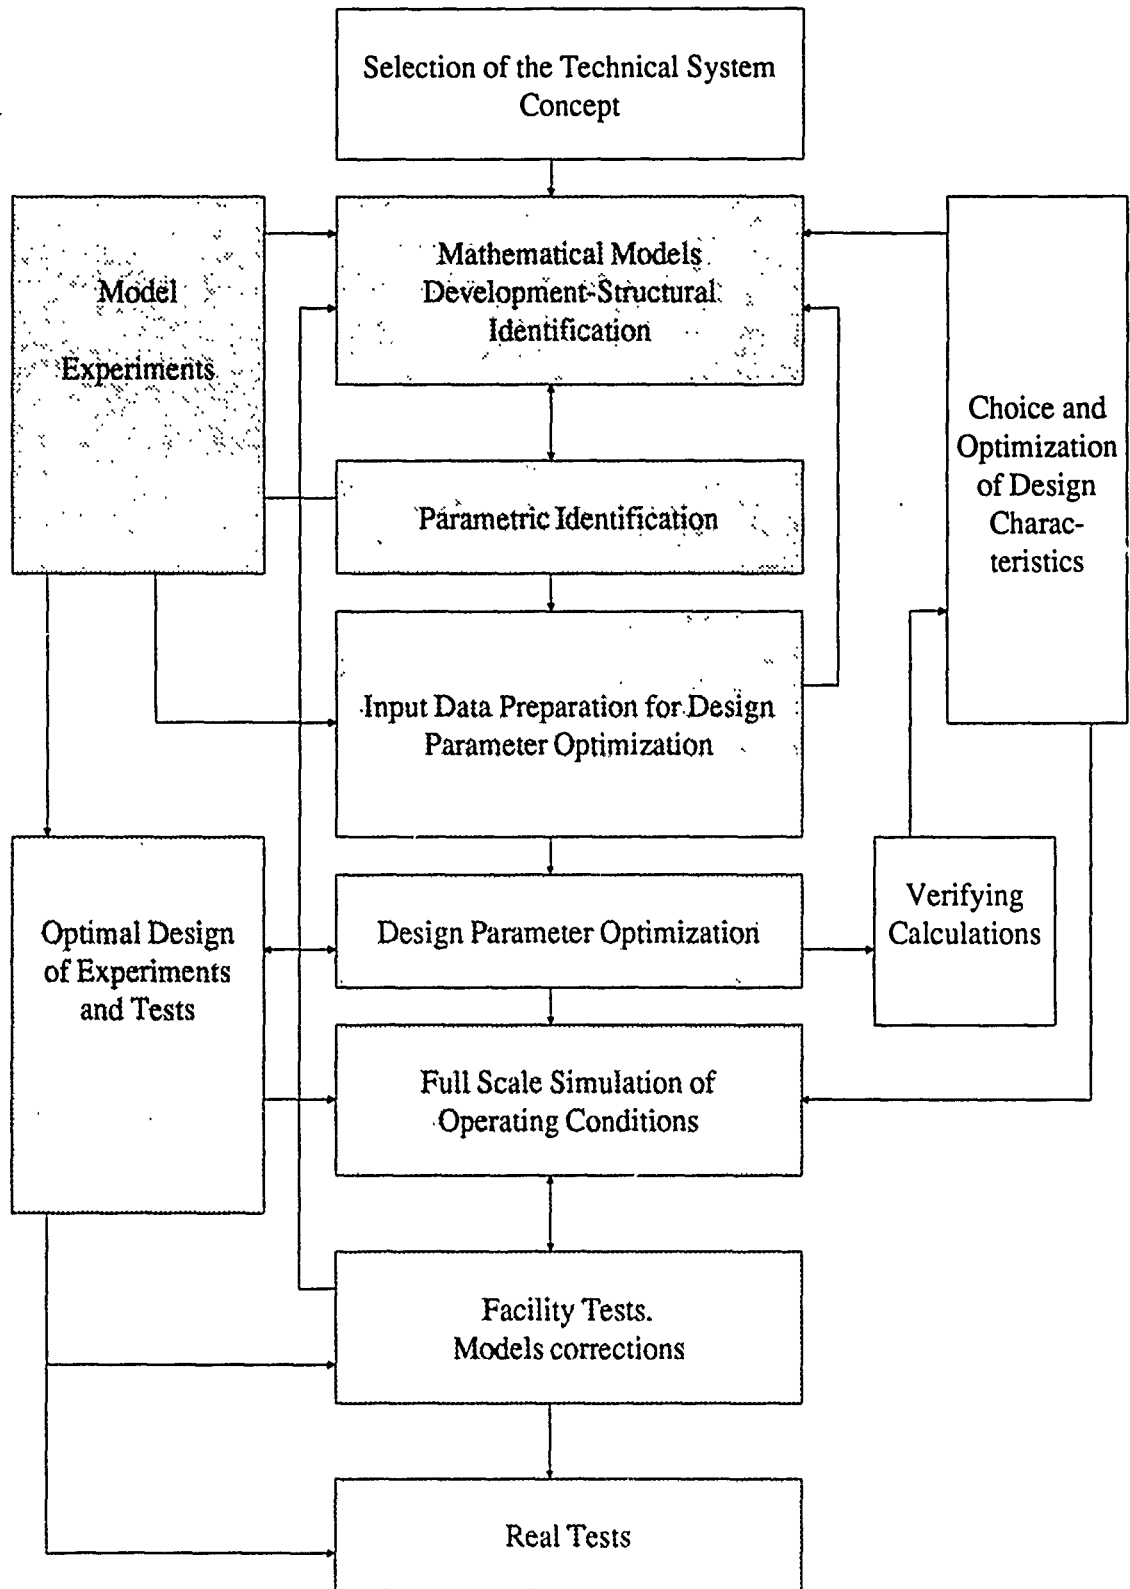 Selection of the Technical System
Concept
Model
Experiments
Mathematical Models
Development-Structural
Identification
Choice and
Optimization
of Design
Charac-
teristics
Parametric Identification
Input Data Preparation for Design
Parameter Optimization
Optimal Design
of Experiments
and Tests
Design Parameter Optimization
Verifying
Calculations
Full Scale Simulation of
Operating Conditions
Facility Tests.
Models corrections
Real Tests